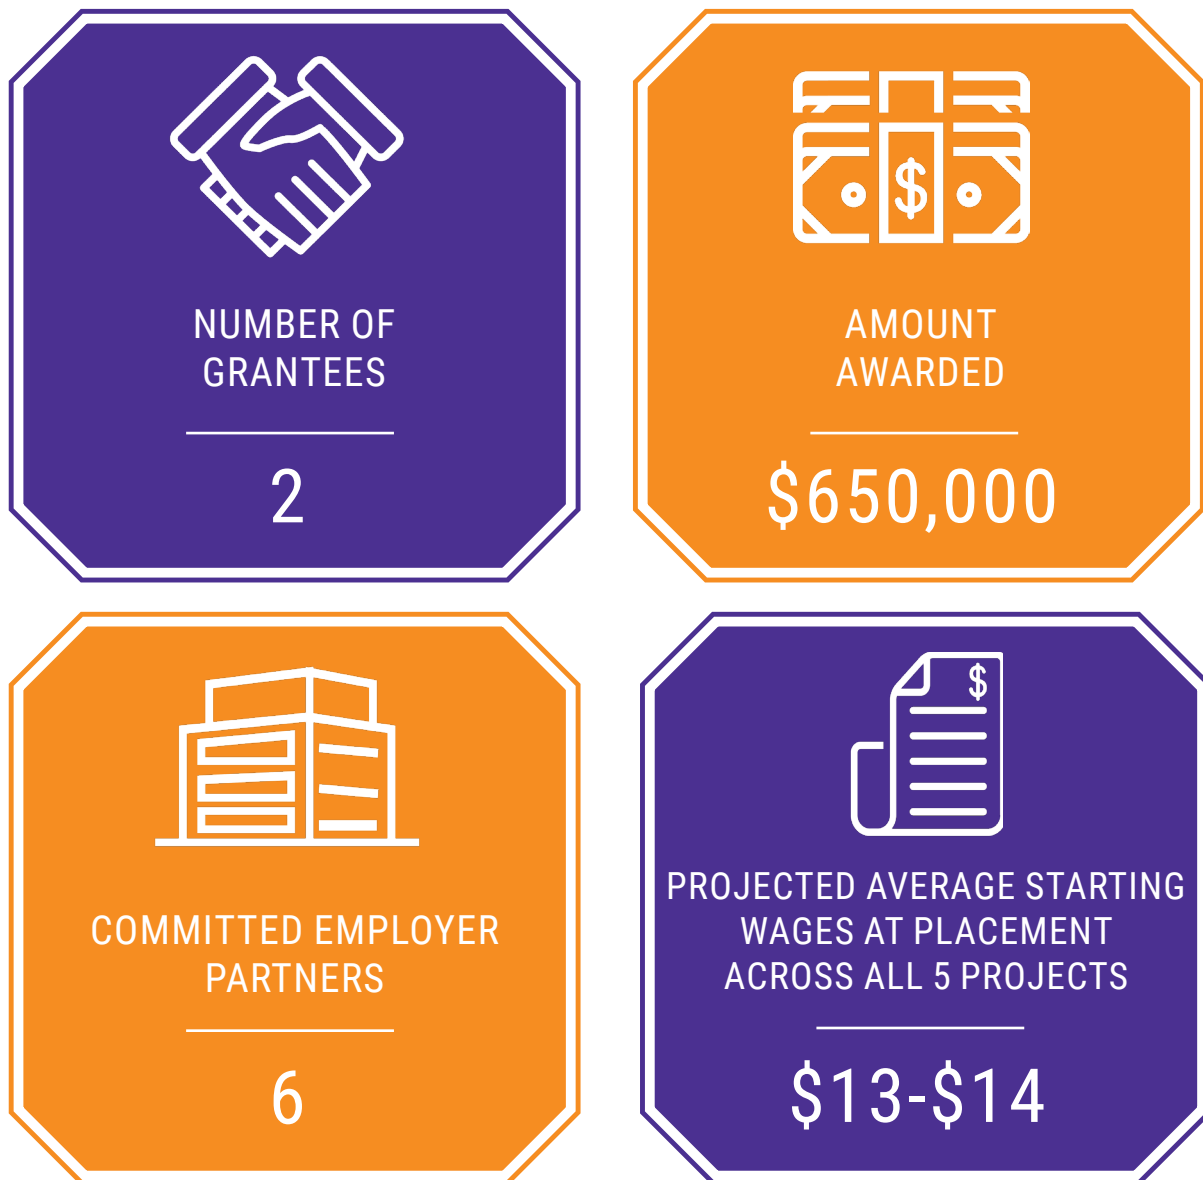 $
NUMBER OF
GRANTEES
2
AMOUNT
AWARDED
$650,000
$
COMMITTED EMPLOYER
PARTNERS
6
PROJECTED AVERAGE STARTING
WAGES AT PLACEMENT
ACROSS ALL 5 PROJECTS
$13-$14